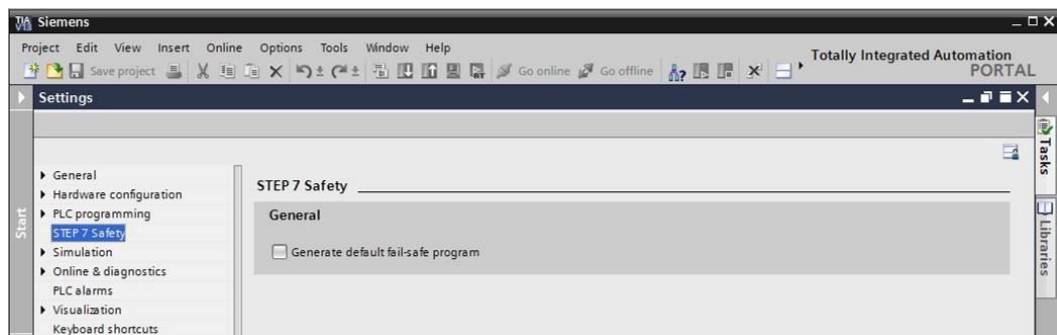 TIA V13 Siemens
Project Edit View Insert Online Options Tools Window Help
Save project Go online Go offline
Totally Integrated Automation
PORTAL
Settings
Start
General
Hardware configuration
PLC programming
STEP 7 Safety
Simulation
Online & diagnostics
PLC alarms
Visualization
Keyboard shortcuts
STEP 7 Safety
General
Generate default fail-safe program
Tasks
Libraries